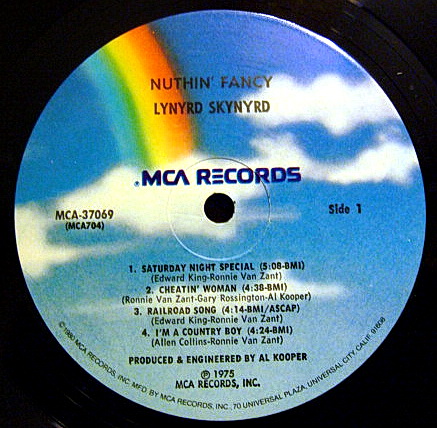 NUTHIN' FANCY
LYNYRD SKYNYRD
MCA RECORDS
MCA-37069
(MCA704)
Side 1
1. SATURDAY NIGHT SPECIAL (5:08-BMI)
(Edward King-Ronnie Van Zant)
2. CHEATIN' WOMAN (4:38-BMI)
(Ronnie Van Zant-Gary Rossington-Al Kooper)
3. RAILROAD SONG (4:14-BMI/ASCAP)
(Edward King-Ronnie Van Zant)
4. I'M A COUNTRY BOY (4:24-BMI)
(Allen Collins-Ronnie Van Zant)
PRODUCED & ENGINEERED BY AL KOOPER
℗ 1975
MCA RECORDS, INC.
© 1980 MCA RECORDS, INC. MFD. BY MCA RECORDS, INC., 70 UNIVERSAL PLAZA, UNIVERSAL CITY, CALIF. 91608